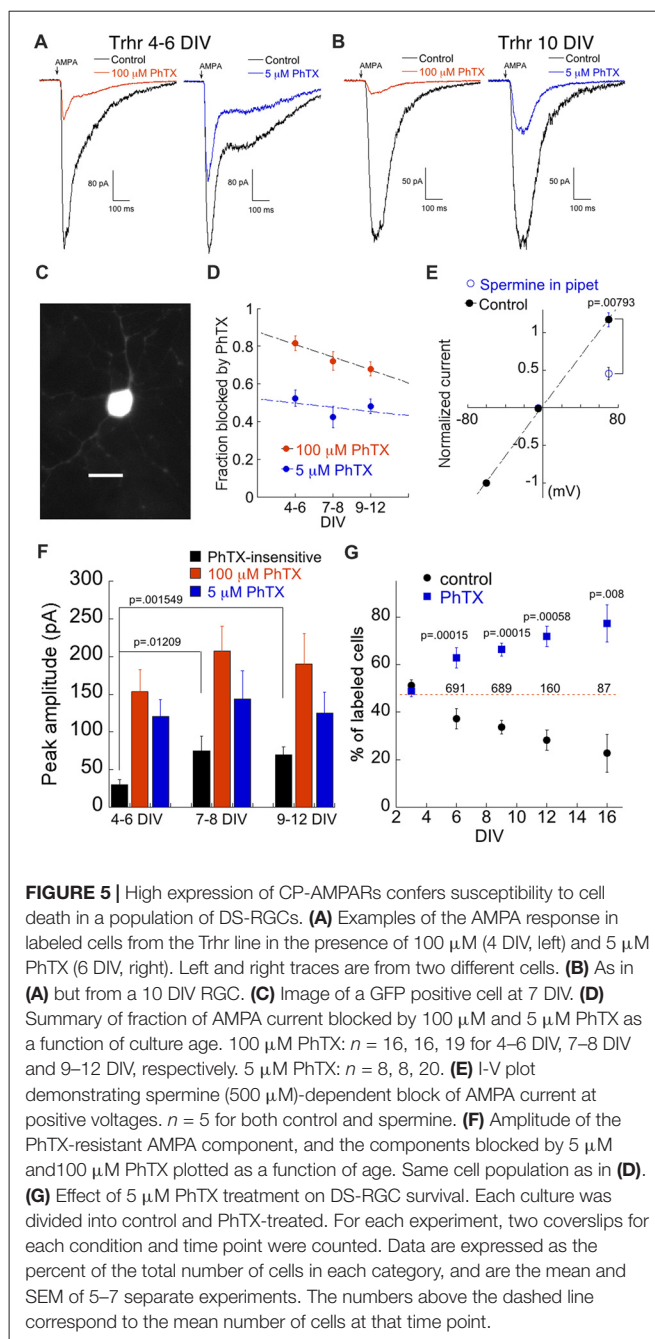 A
Trhr 4-6 DIV
AMPA
Control
100 μM PhTX
80 pA
100 ms
AMPA
Control
5 μM PhTX
80 pA
100 ms
B
Trhr 10 DIV
AMPA
Control
100 μM PhTX
50 pA
100 ms
AMPA
Control
5 μM PhTX
50 pA
100 ms
C
D
Fraction blocked by PhTX
1
0.8
0.6
0.4
0.2
0
100 μM PhTX
5 μM PhTX
4-6
7-8
9-12
DIV
E
Spermine in pipet
Control
p=.00793
Normalized current
1
0.5
-80
80
-0.5
-1
(mV)
F
PhTX-insensitive
100 μM PhTX
5 μM PhTX
Peak amplitude (pA)
300
250
200
150
100
50
0
p=.001549
p=.01209
4-6 DIV
7-8 DIV
9-12 DIV
G
control
PhTX
% of labeled cells
80
60
40
20
0
p=.00015
p=.00015
p=.00058
p=.008
691
689
160
87
2
4
6
8
10
12
14
16
DIV
FIGURE 5 | High expression of CP-AMPARs confers susceptibility to cell
death in a population of DS-RGCs. (A) Examples of the AMPA response in
labeled cells from the Trhr line in the presence of 100 μM (4 DIV, left) and 5 μM
PhTX (6 DIV, right). Left and right traces are from two different cells. (B) As in
(A) but from a 10 DIV RGC. (C) Image of a GFP positive cell at 7 DIV. (D)
Summary of fraction of AMPA current blocked by 100 μM and 5 μM PhTX as
a function of culture age. 100 μM PhTX: n = 16, 16, 19 for 4–6 DIV, 7–8 DIV
and 9–12 DIV, respectively. 5 μM PhTX: n = 8, 8, 20. (E) I-V plot
demonstrating spermine (500 μM)-dependent block of AMPA current at
positive voltages. n = 5 for both control and spermine. (F) Amplitude of the
PhTX-resistant AMPA component, and the components blocked by 5 μM
and100 μM PhTX plotted as a function of age. Same cell population as in (D).
(G) Effect of 5 μM PhTX treatment on DS-RGC survival. Each culture was
divided into control and PhTX-treated. For each experiment, two coverslips for
each condition and time point were counted. Data are expressed as the
percent of the total number of cells in each category, and are the mean and
SEM of 5–7 separate experiments. The numbers above the dashed line
correspond to the mean number of cells at that time point.